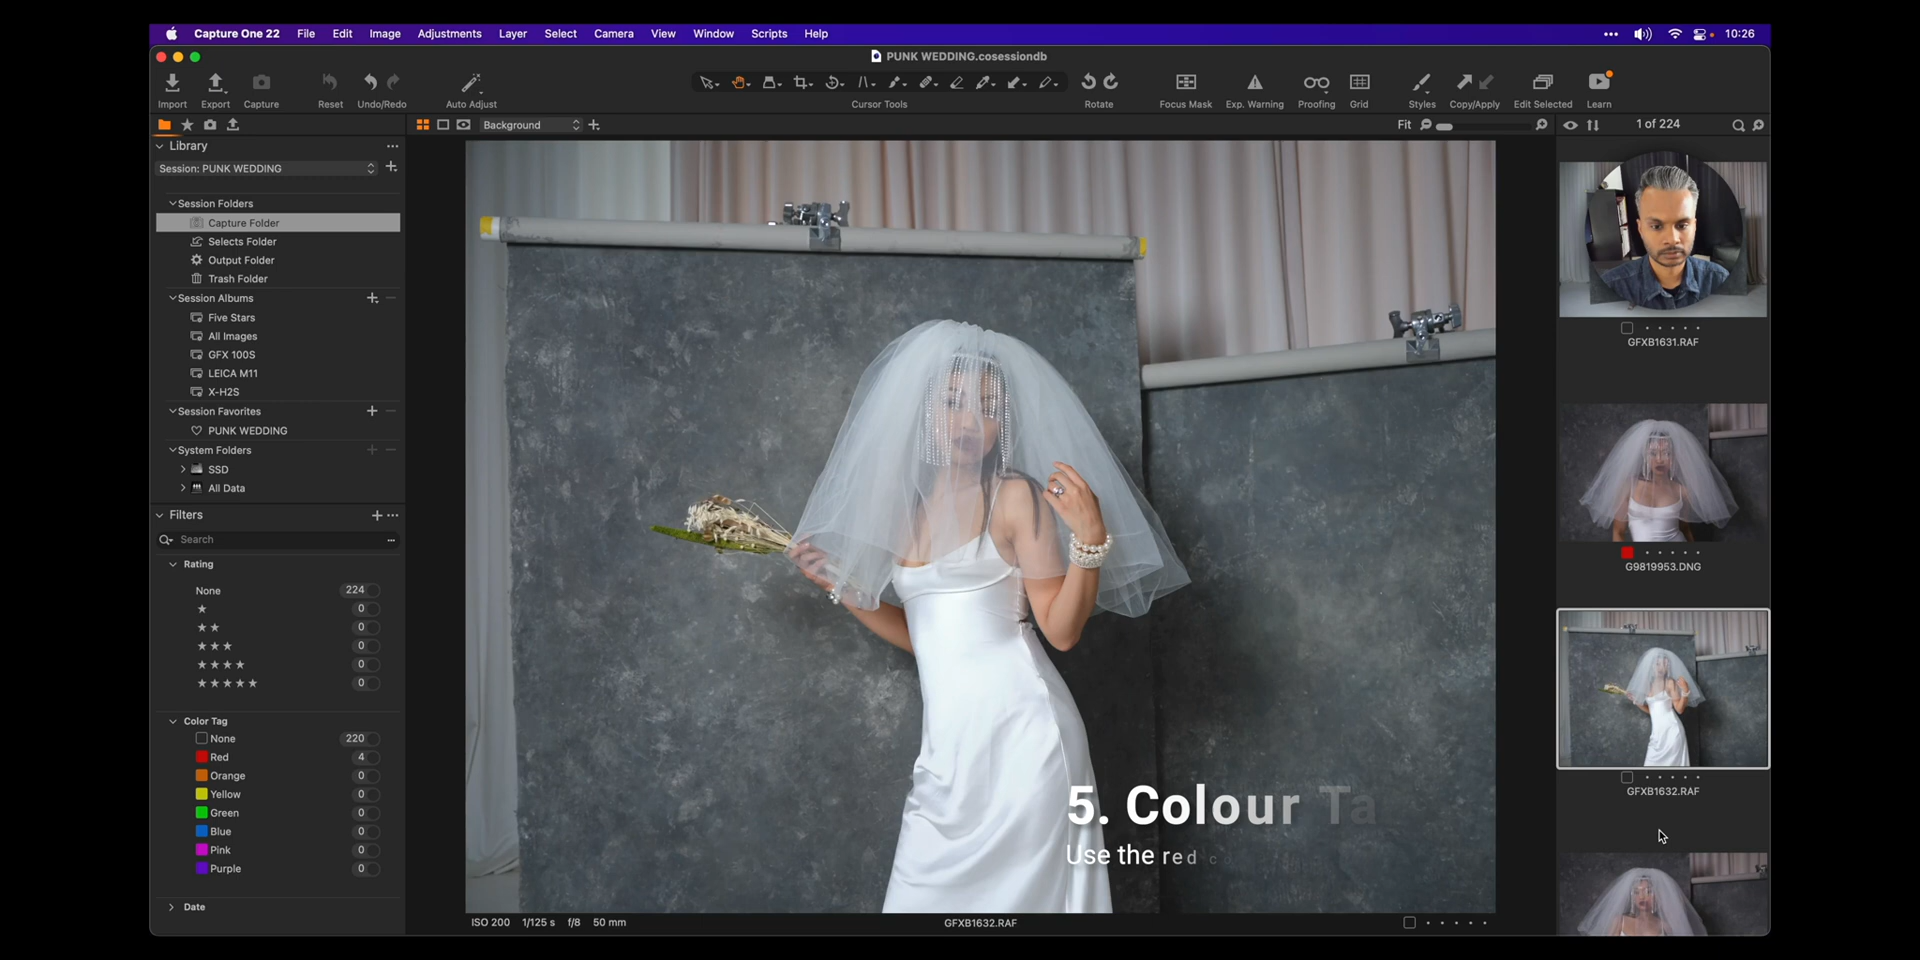 Capture One 22 File Edit Image Adjustments Layer Select Camera View Window Scripts Help 10:26
PUNK WEDDING.cosessiondb
Import Export Capture Reset Undo/Redo Auto Adjust Cursor Tools Rotate Focus Mask Exp. Warning Proofing Grid Styles Copy/Apply Edit Selected Learn
Background Fit 1 of 224
Library
Session: PUNK WEDDING
Session Folders
Capture Folder
Selects Folder
Output Folder
Trash Folder
Session Albums
Five Stars
All Images
GFX 100S
LEICA M11
X-H2S
Session Favorites
PUNK WEDDING
System Folders
SSD
All Data
Filters
Search
Rating
None 224
0
0
0
0
0
Color Tag
None 220
Red 4
Orange 0
Yellow 0
Green 0
Blue 0
Pink 0
Purple 0
Date
5. Colour Ta
Use the red co
ISO 200 1/125 s f/8 50 mm
GFXB1632.RAF
GFXB1631.RAF
G9819953.DNG
GFXB1632.RAF